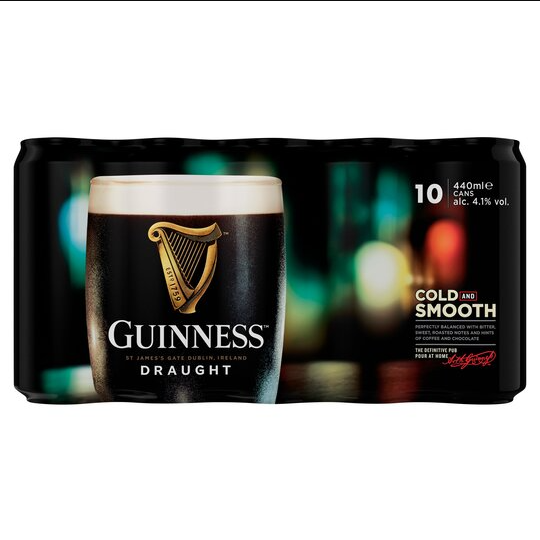 ESTD 1759
GUINNESS™
ST JAMES'S GATE DUBLIN, IRELAND
DRAUGHT
10
440ml℮
CANS
alc. 4.1% vol.
COLD AND
SMOOTH
PERFECTLY BALANCED WITH BITTER,
SWEET, ROASTED NOTES AND HINTS
OF COFFEE AND CHOCOLATE
THE DEFINITIVE PUB
POUR AT HOME